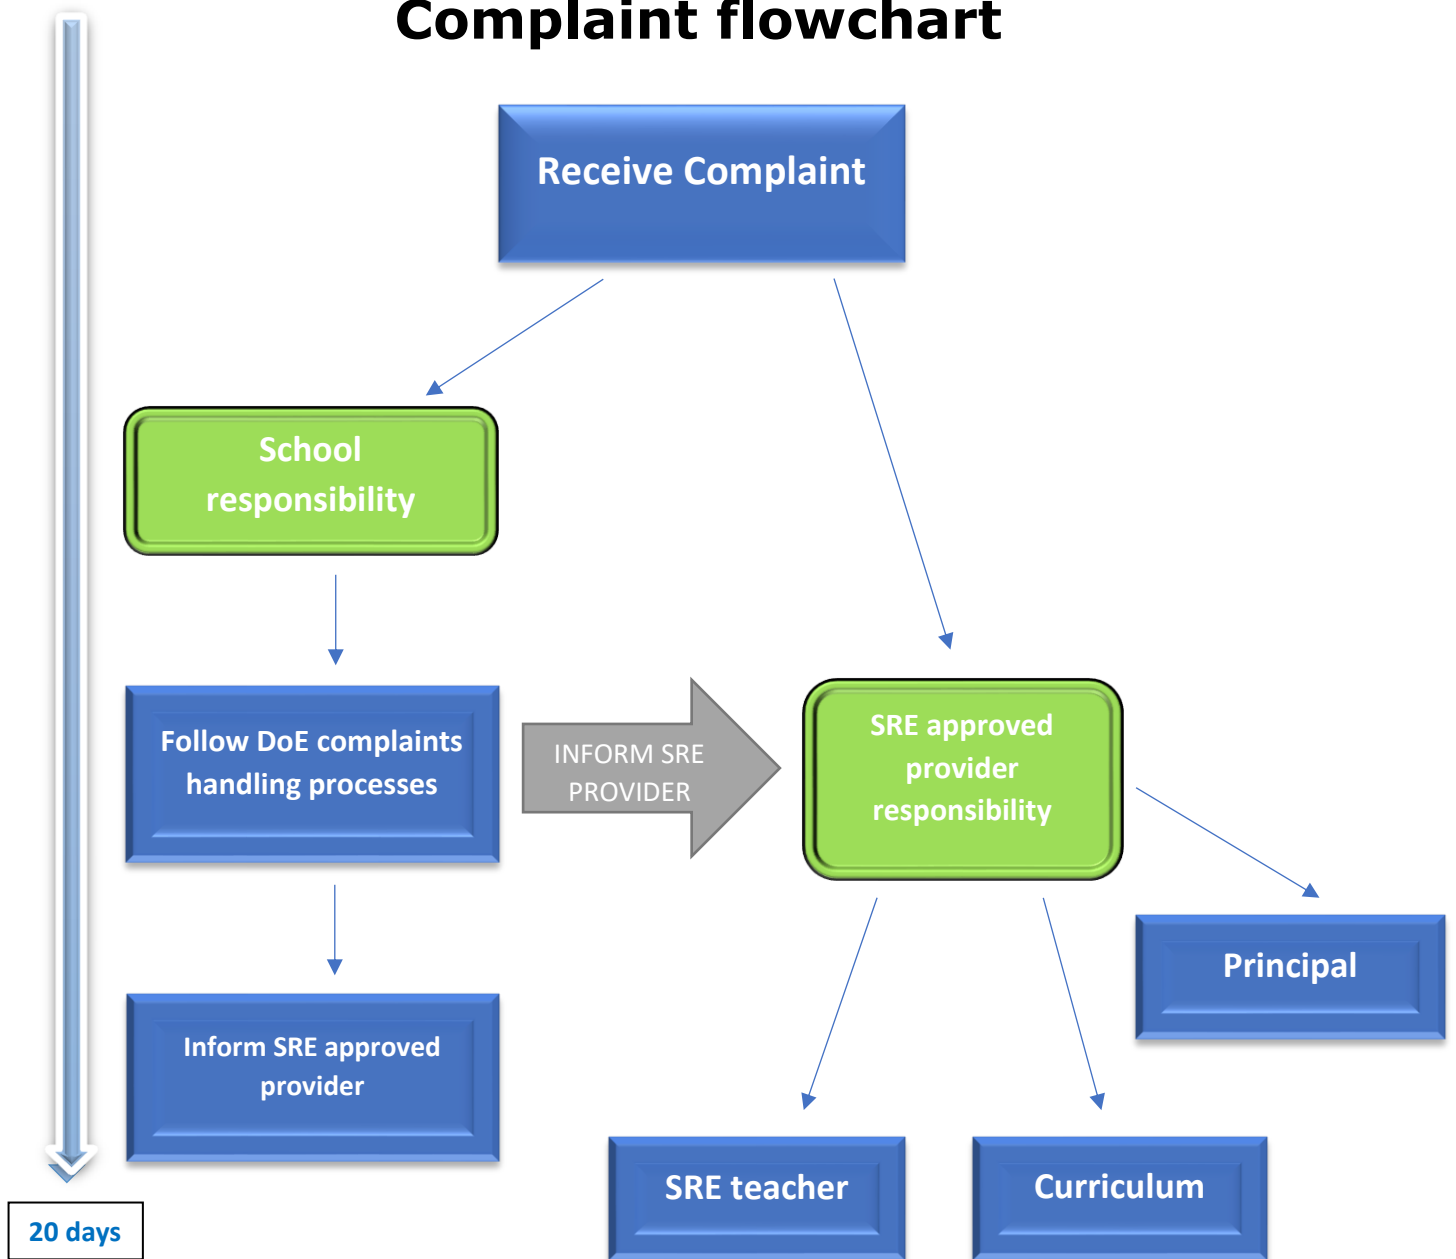 Complaint flowchart
Receive Complaint
School
responsibility
Follow DoE complaints
handling processes
INFORM SRE
PROVIDER
SRE approved
provider
responsibility
Principal
Inform SRE approved
provider
SRE teacher
Curriculum
20 days